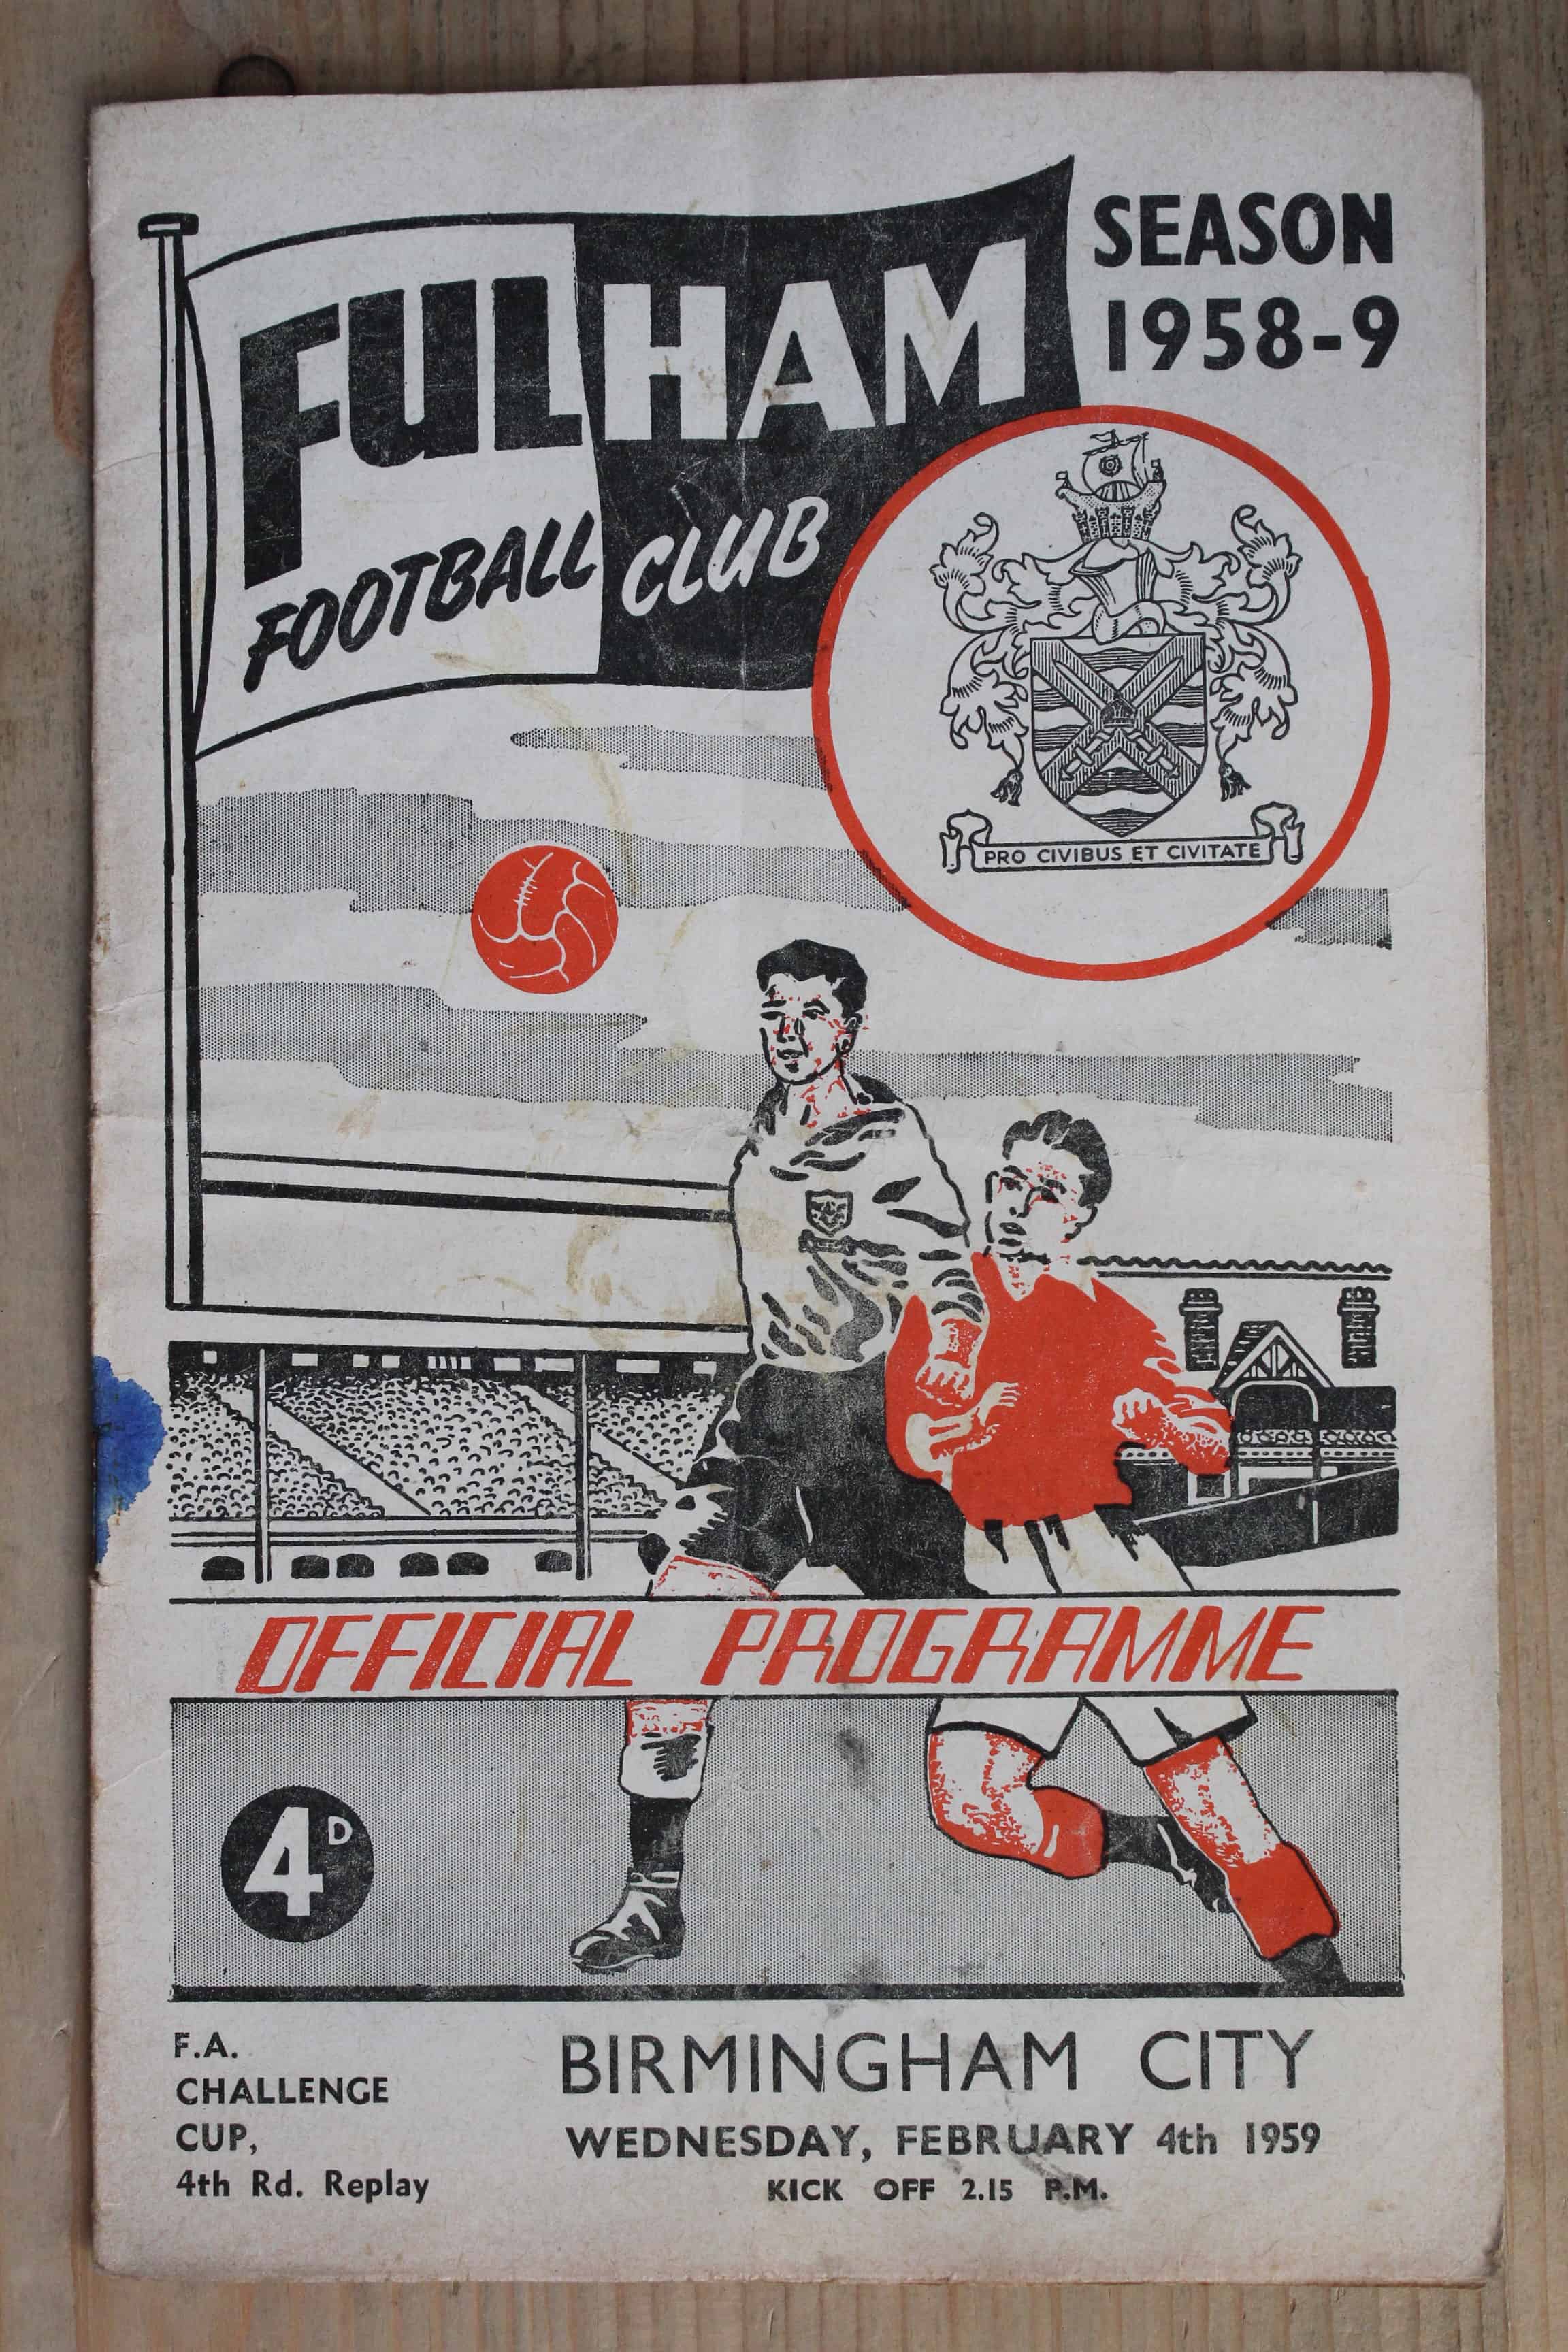 FULHAM
FOOTBALL CLUB
SEASON
1958-9
PRO CIVIBUS ET CIVITATE
OFFICIAL PROGRAMME
4D
F.A.
CHALLENGE
CUP,
4th Rd. Replay
BIRMINGHAM CITY
WEDNESDAY, FEBRUARY 4th 1959
KICK OFF 2.15 P.M.